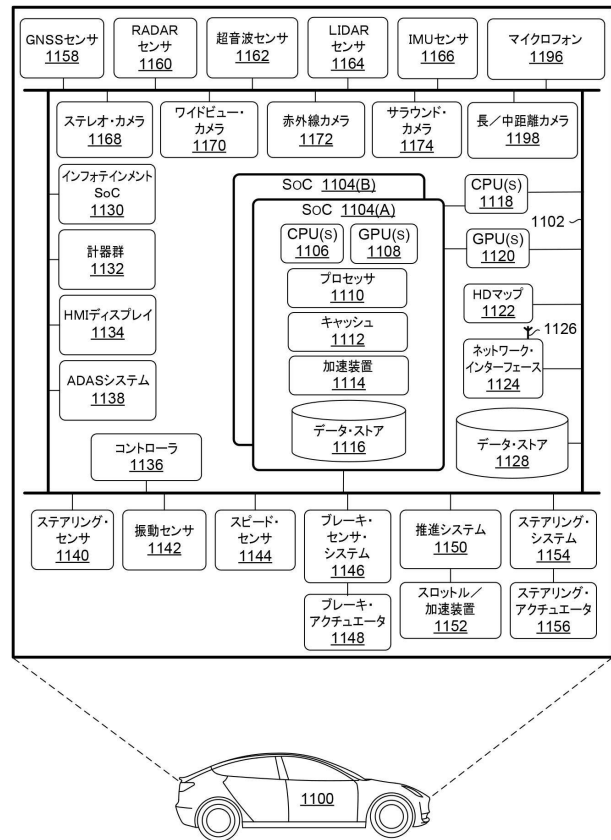 GNSSセンサ
1158
RADAR
センサ
1160
超音波センサ
1162
LIDAR
センサ
1164
IMUセンサ
1166
マイクロフォン
1196
ステレオ・カメラ
1168
ワイドビュー・
カメラ
1170
赤外線カメラ
1172
サラウンド・
カメラ
1174
長／中距離カメラ
1198
インフォテインメント
SoC
1130
計器群
1132
HMIディスプレイ
1134
ADASシステム
1138
コントローラ
1136
SoC 1104(B)
SoC 1104(A)
CPU(s)
1106
GPU(s)
1108
プロセッサ
1110
キャッシュ
1112
加速装置
1114
データ・ストア
1116
CPU(s)
1118
1102
GPU(s)
1120
HDマップ
1122
1126
ネットワーク・
インターフェース
1124
データ・ストア
1128
ステアリング・
センサ
1140
振動センサ
1142
スピード・
センサ
1144
ブレーキ・
センサ・
システム
1146
推進システム
1150
ステアリング・
システム
1154
ブレーキ・
アクチュエータ
1148
スロットル／
加速装置
1152
ステアリング・
アクチュエータ
1156
1100